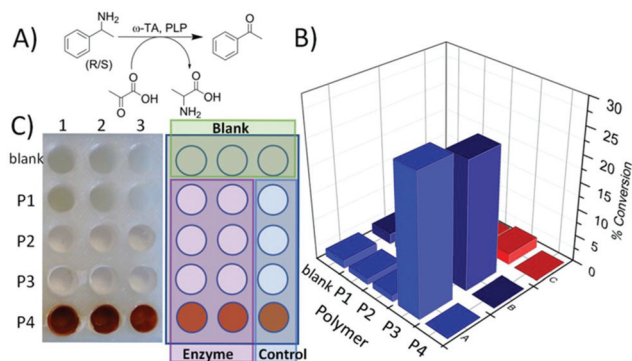 A)
NH2
(R/S)
ω-TA, PLP
O
O
OH
O
O
OH
NH2
B)
30
25
20
15
10
5
0
% Conversion
blank
P1
P2
P3
P4
Polymer
A
B
C
C)
1 2 3
blank
P1
P2
P3
P4
Blank
Enzyme
Control